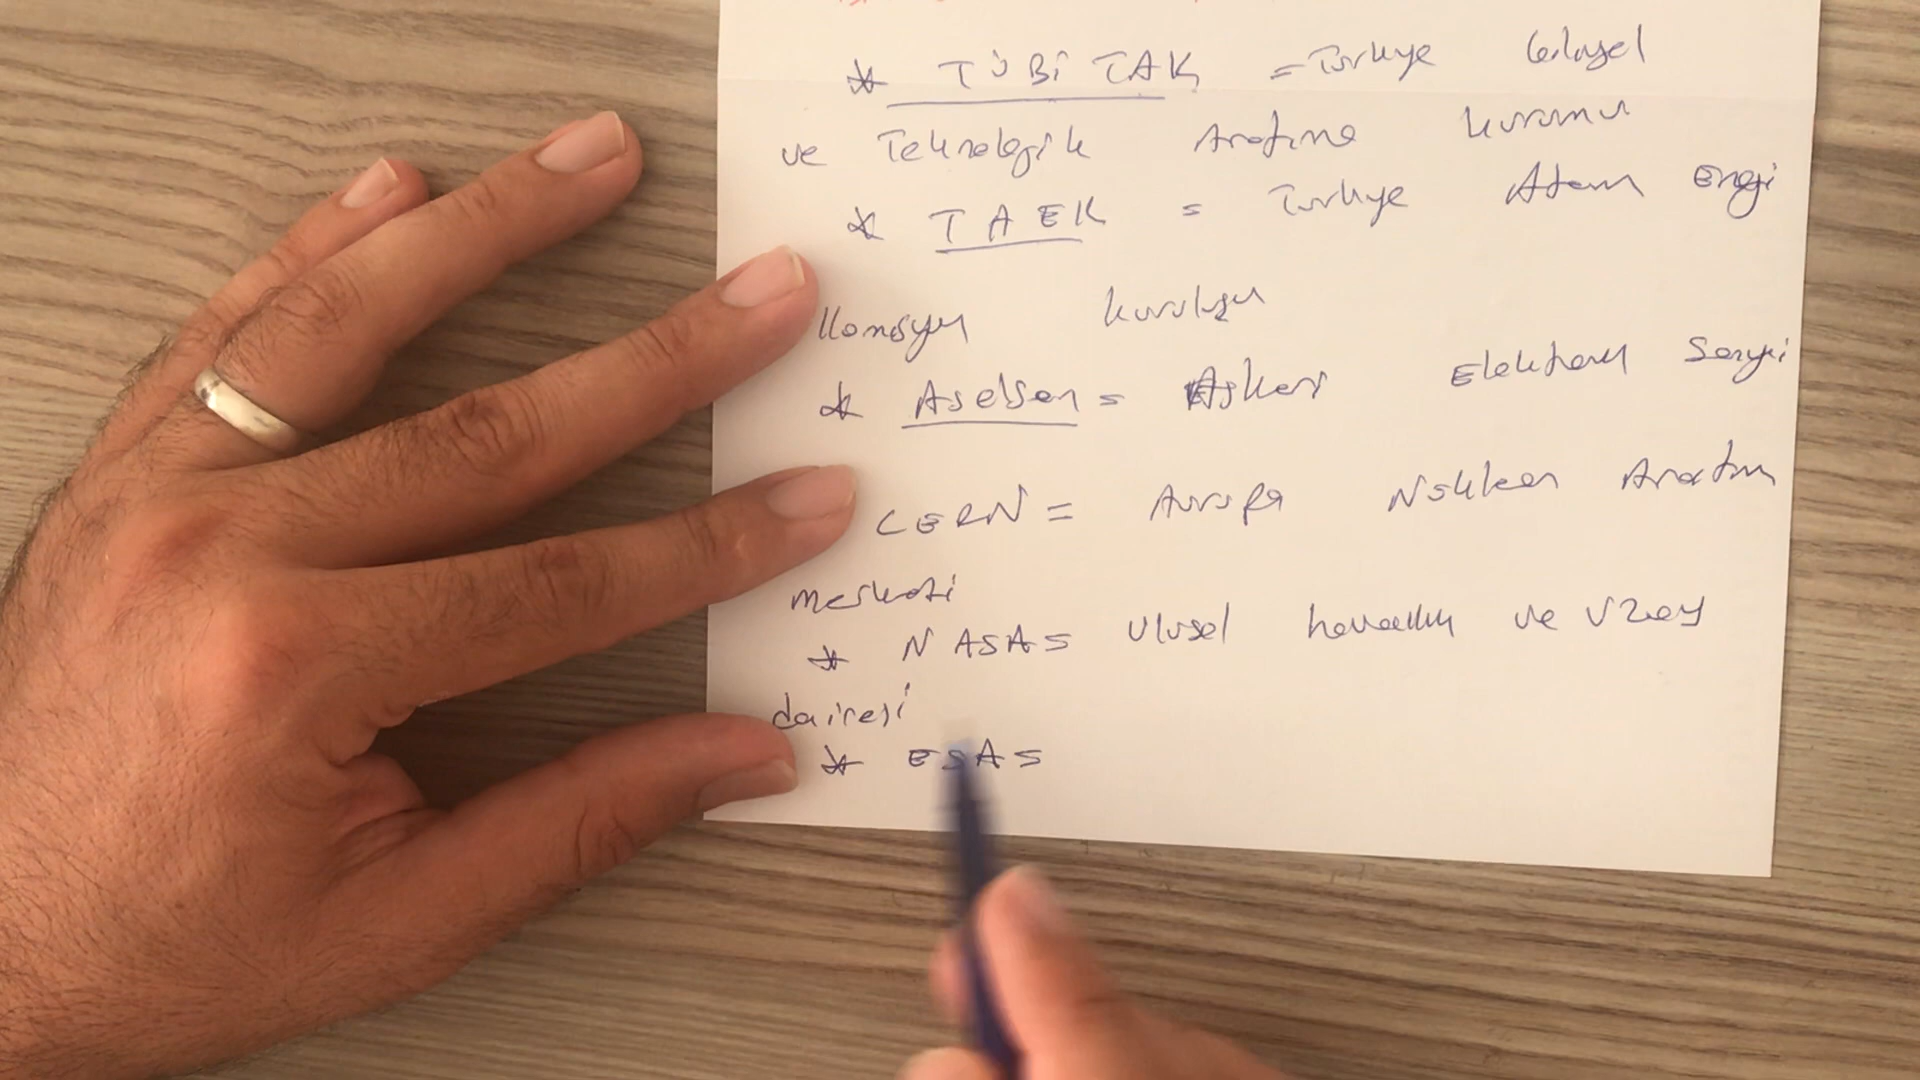 * TÜBİTAK = Türkiye bilimsel
ve Teknolojik Araştırma kurumu
* TAEK = Türkiye Atom Enerji
komisyon kuruluşu
* Aselsan = Askeri Elektronik Sanayi
CERN = Avrupa Nükleer Araştırma
merkezi
* NASA = Ulusal havacılık ve Uzay
dairesi
* ESA =